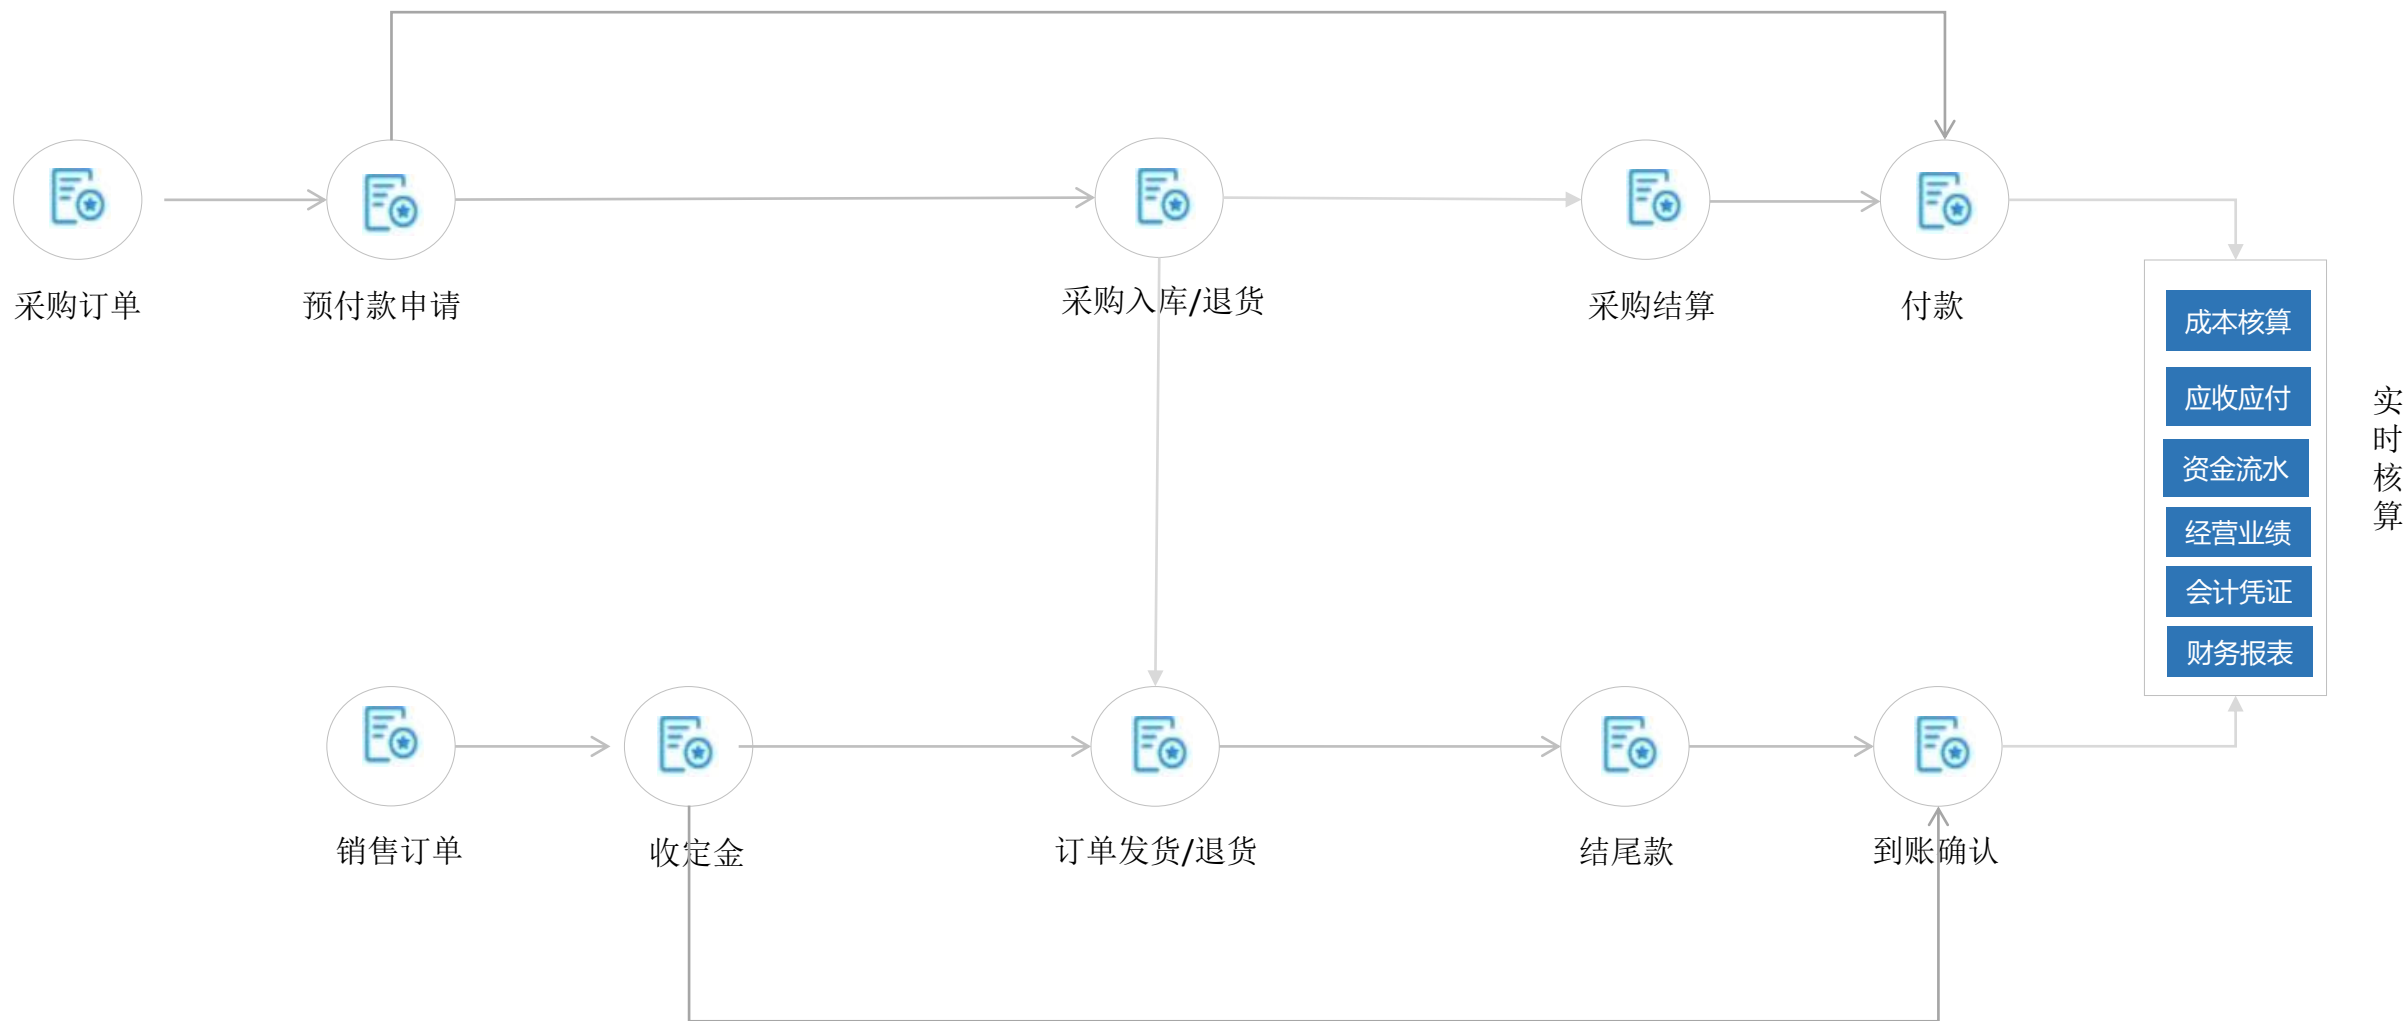 采购订单
预付款申请
采购入库/退货
采购结算
付款
成本核算
应收应付
资金流水
经营业绩
会计凭证
财务报表
实时核算
销售订单
收定金
订单发货/退货
结尾款
到账确认